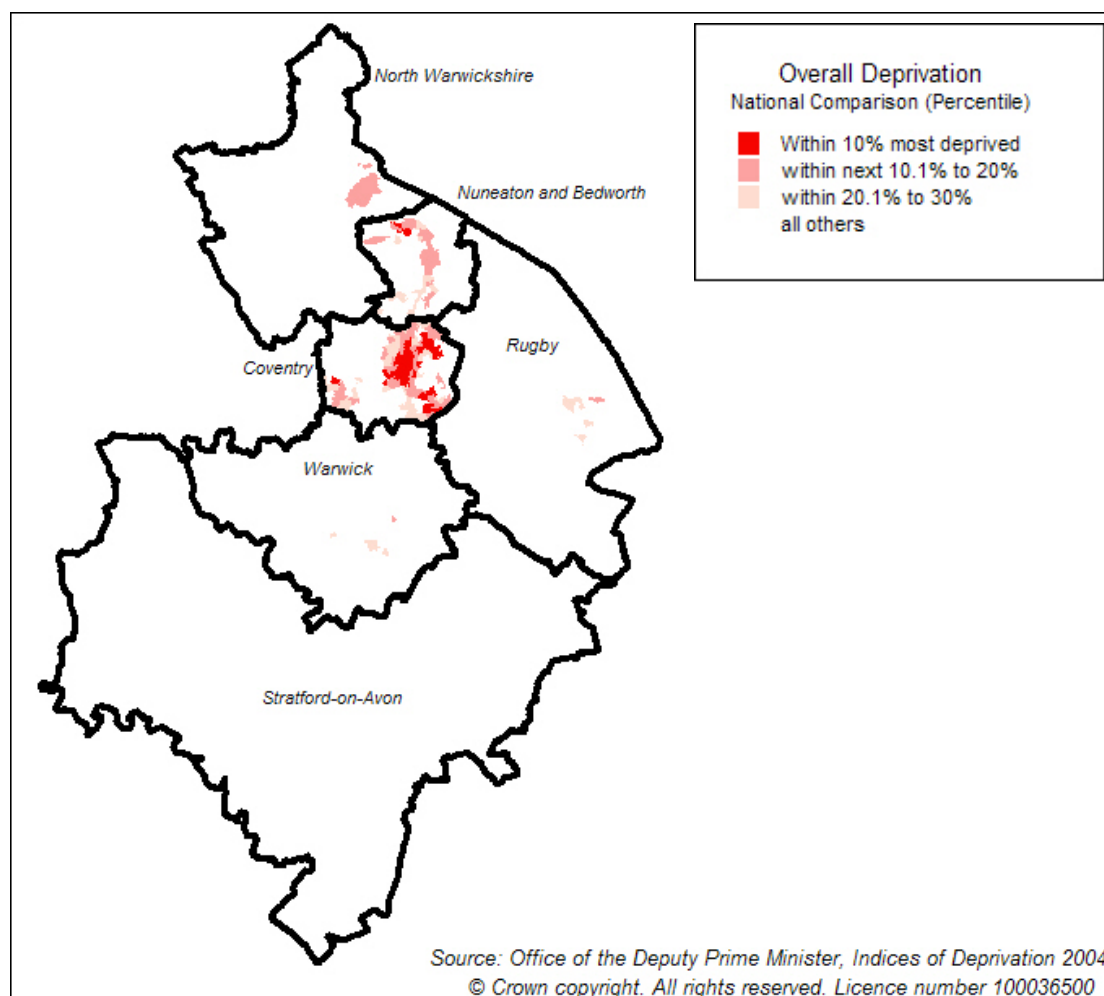 North Warwickshire
Nuneaton and Bedworth
Coventry
Rugby
Warwick
Stratford-on-Avon
Overall Deprivation
National Comparison (Percentile)
Within 10% most deprived
within next 10.1% to 20%
within 20.1% to 30%
all others
Source: Office of the Deputy Prime Minister, Indices of Deprivation 2004
© Crown copyright. All rights reserved. Licence number 100036500